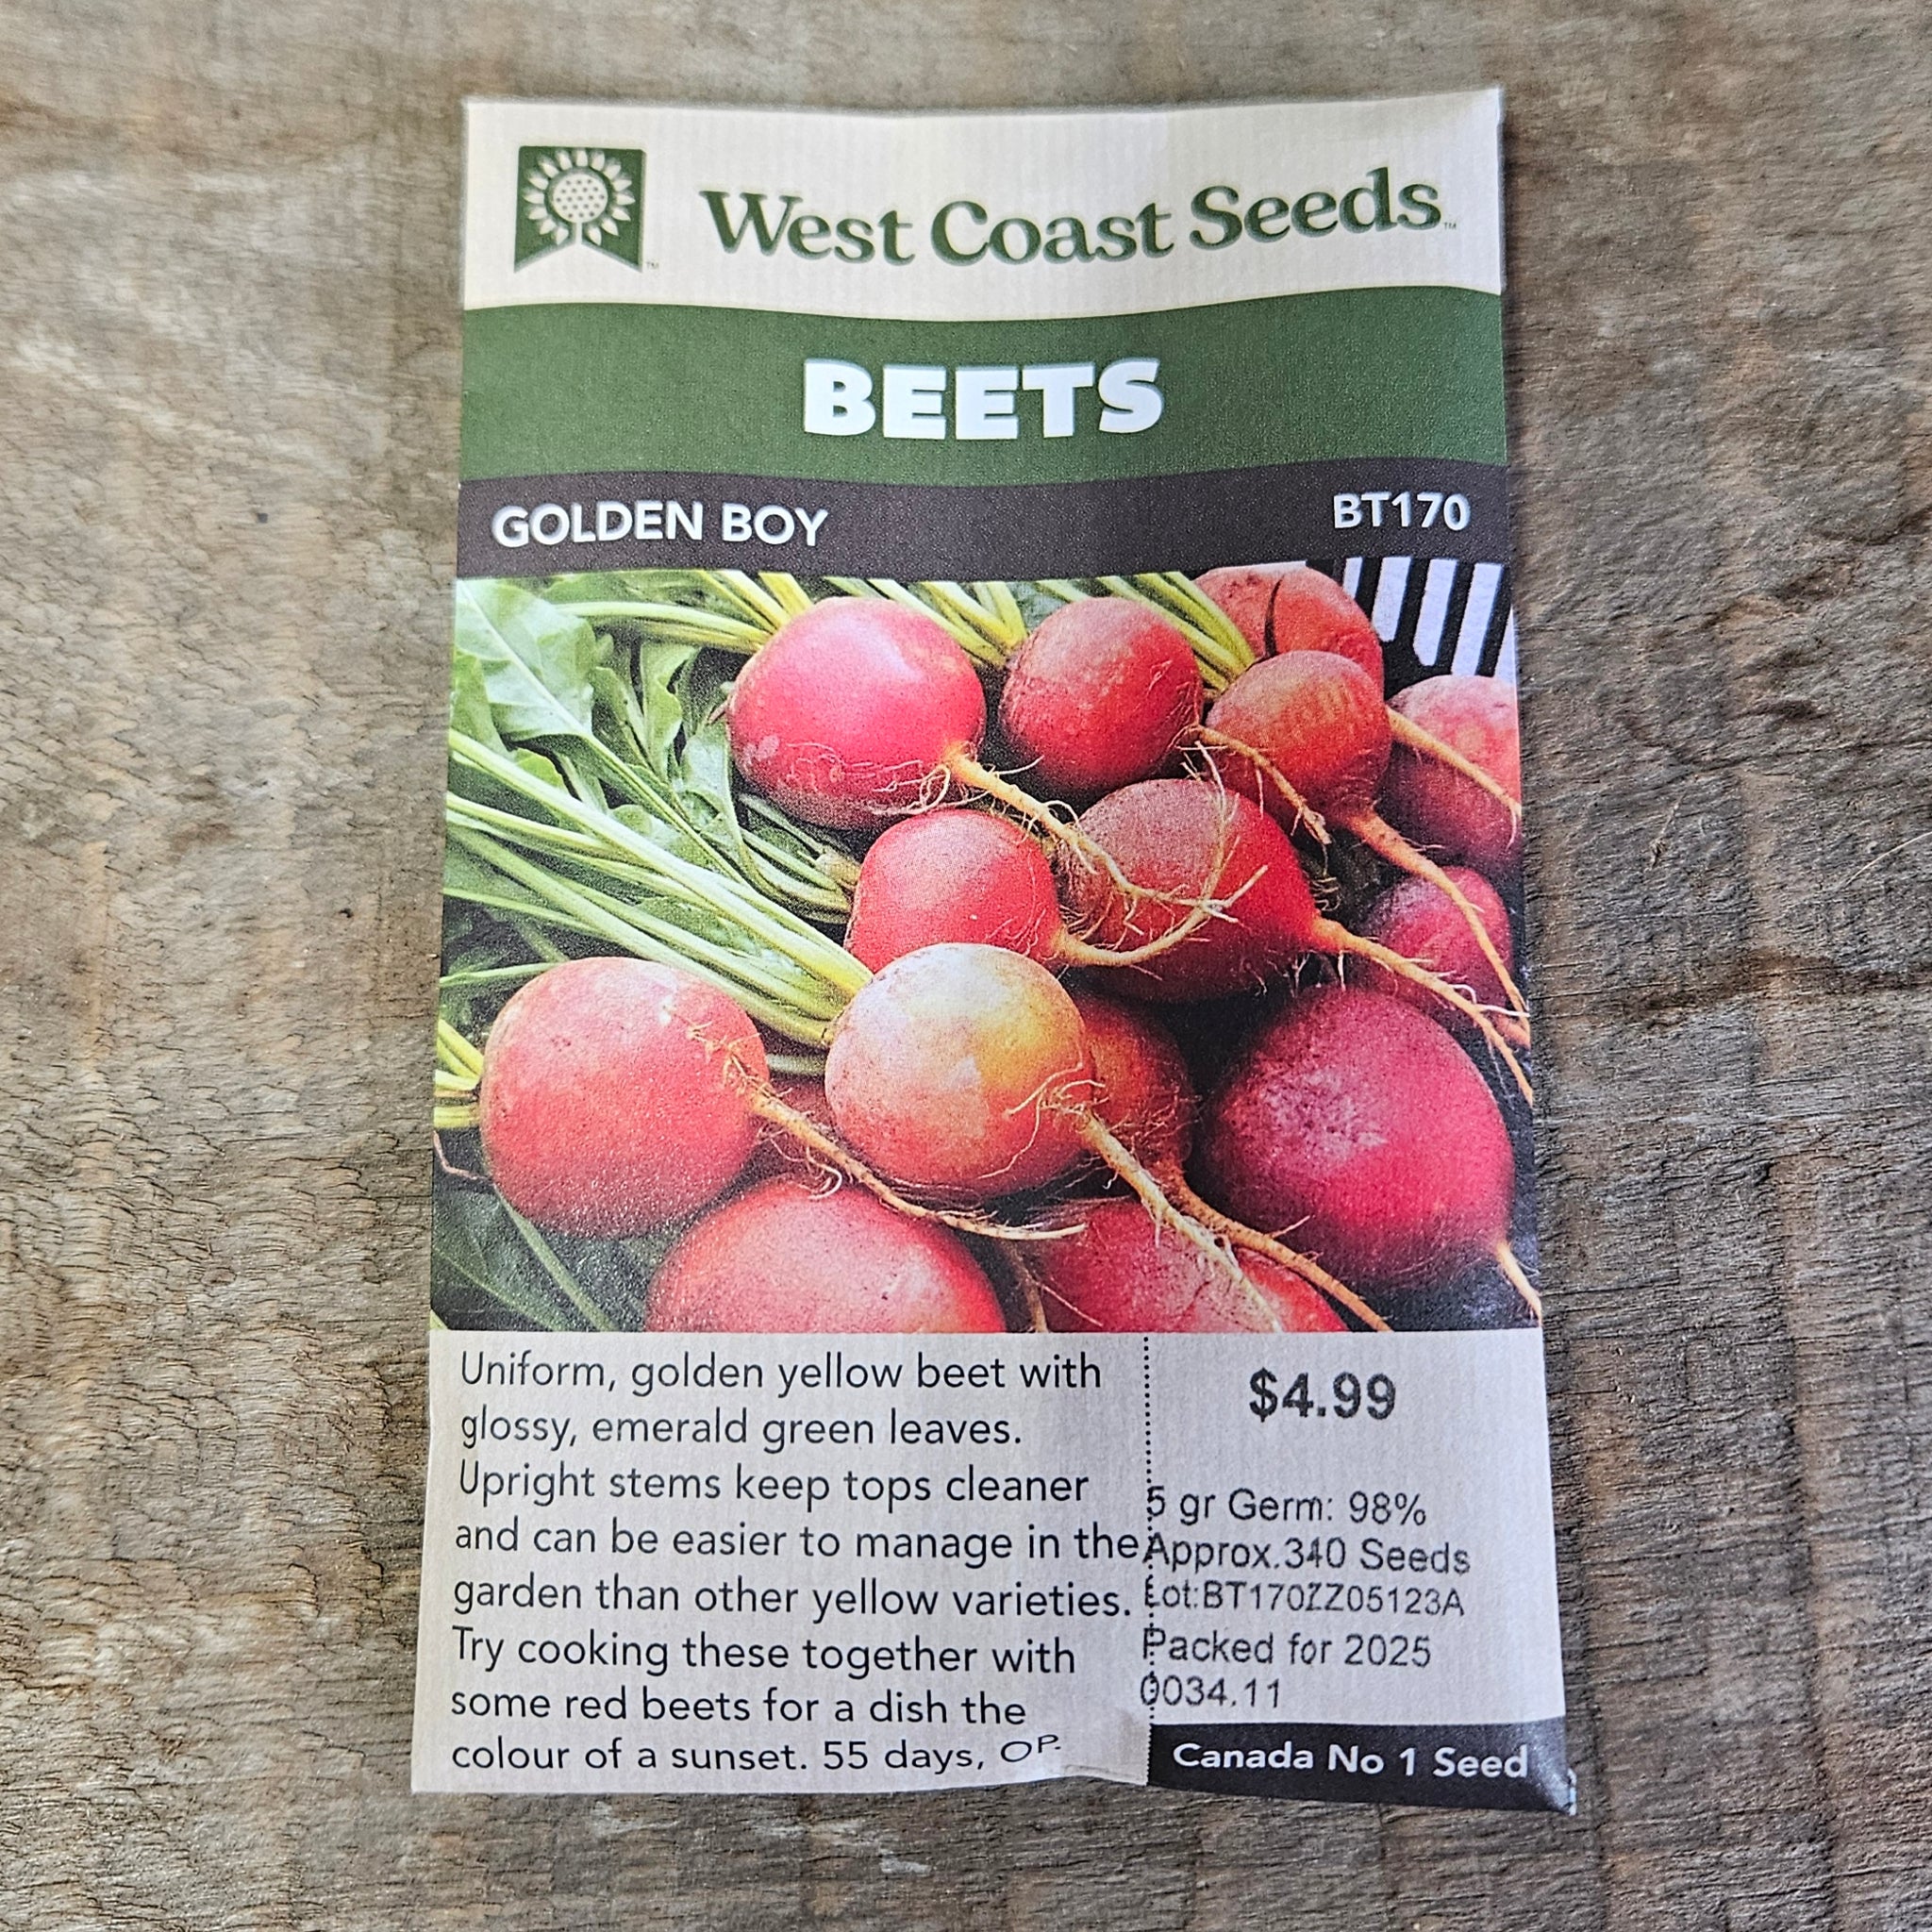 West Coast Seeds™
BEETS
GOLDEN BOY
BT170
Uniform, golden yellow beet with
glossy, emerald green leaves.
Upright stems keep tops cleaner
and can be easier to manage in the
garden than other yellow varieties.
Try cooking these together with
some red beets for a dish the
colour of a sunset. 55 days, OP.
$4.99
5 gr Germ: 98%
Approx.340 Seeds
Lot:BT170ZZ05123A
Packed for 2025
0034.11
Canada No 1 Seed